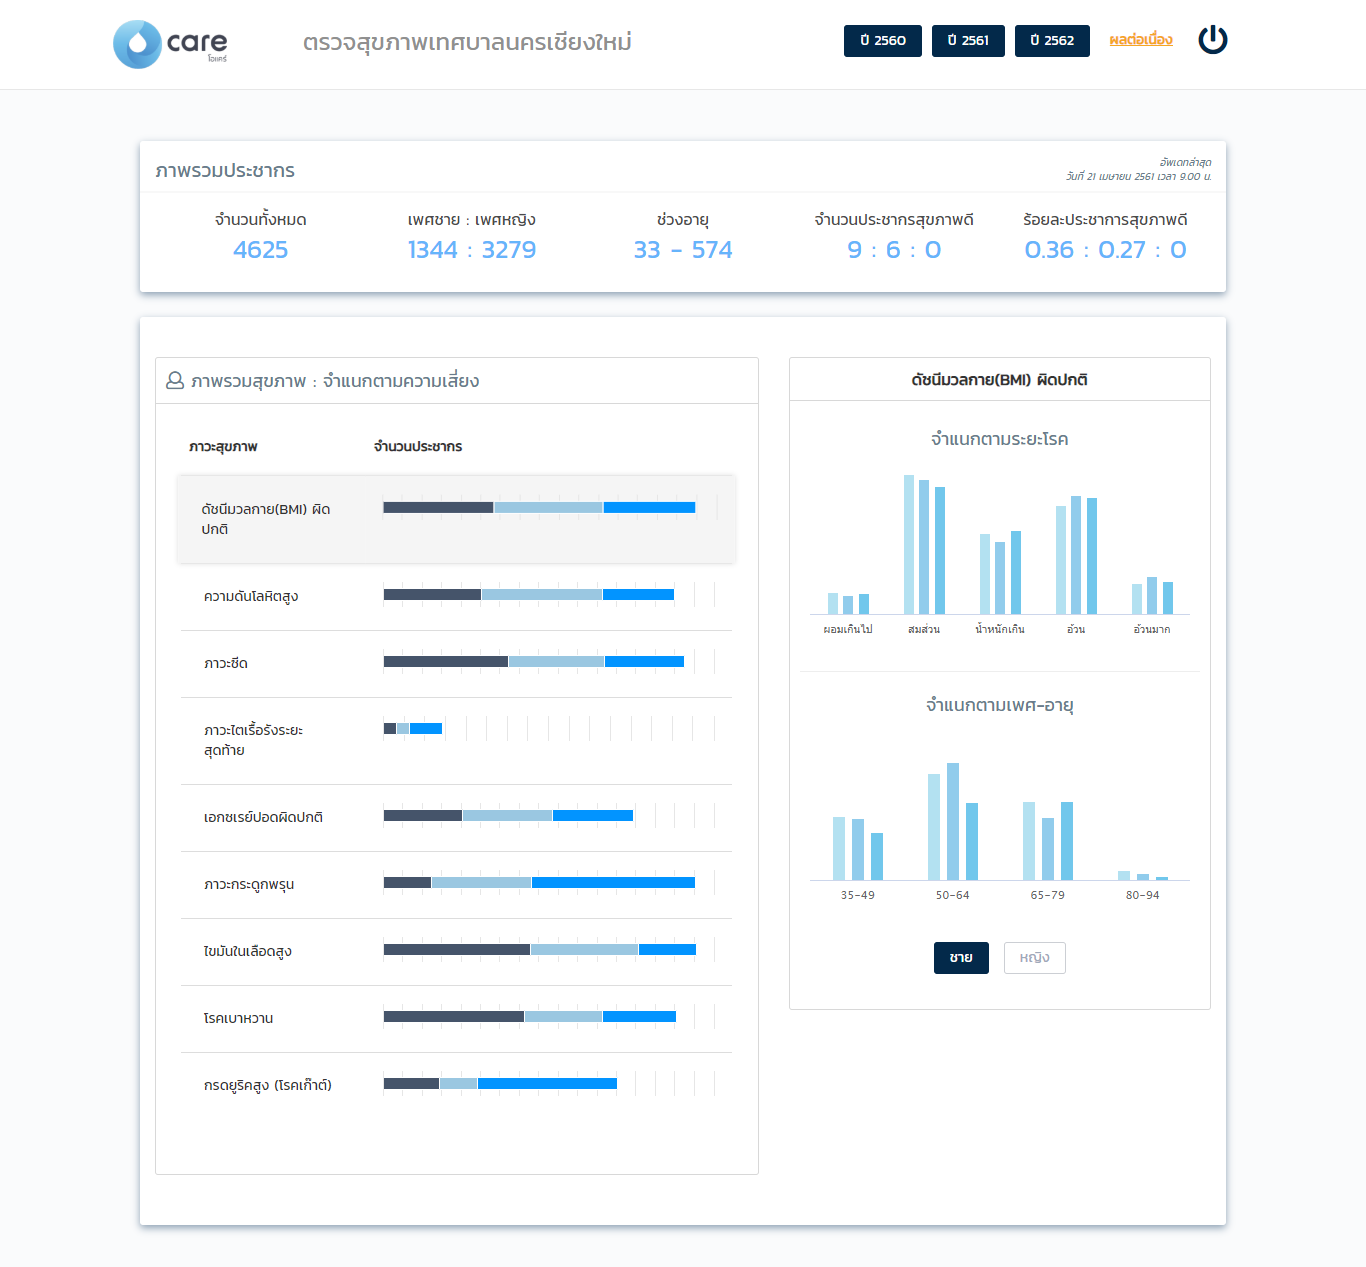 care
โอแคร์
ตรวจสุขภาพเทศบาลนครเชียงใหม่
ปี 2560
ปี 2561
ปี 2562
ผลต่อเนื่อง
ภาพรวมประชากร
อัพเดทล่าสุด
วันที่ 21 เมษายน 2561 เวลา 9.00 น.
จำนวนทั้งหมด
4625
เพศชาย : เพศหญิง
1344 : 3279
ช่วงอายุ
33 - 574
จำนวนประชากรสุขภาพดี
9 : 6 : 0
ร้อยละประชาการสุขภาพดี
0.36 : 0.27 : 0
ภาพรวมสุขภาพ : จำแนกตามความเสี่ยง
ภาวะสุขภาพ
จำนวนประชากร
ดัชนีมวลกาย(BMI) ผิด
ปกติ
ความดันโลหิตสูง
ภาวะซีด
ภาวะไตเรื้อรังระยะ
สุดท้าย
เอกซเรย์ปอดผิดปกติ
ภาวะกระดูกพรุน
ไขมันในเลือดสูง
โรคเบาหวาน
กรดยูริคสูง (โรคเก๊าต์)
ดัชนีมวลกาย(BMI) ผิดปกติ
จำแนกตามระยะโรค
ผอมเกินไป
สมส่วน
น้ำหนักเกิน
อ้วน
อ้วนมาก
จำแนกตามเพศ-อายุ
35-49
50-64
65-79
80-94
ชาย
หญิง